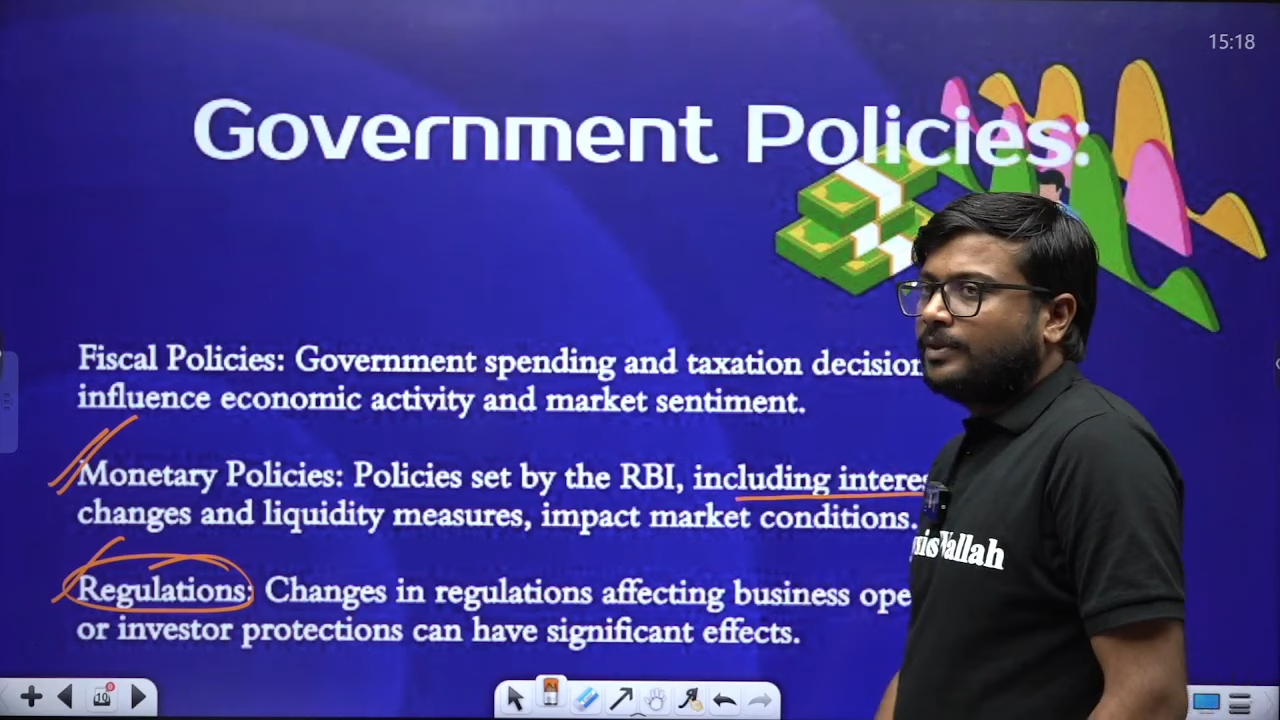 15:18
Government Policies:
Fiscal Policies: Government spending and taxation decision
influence economic activity and market sentiment.
Monetary Policies: Policies set by the RBI, including
changes and liquidity measures, impact market conditions.
Regulations: Changes in regulations affecting business
or investor protections can have significant effects.
Wallah
10